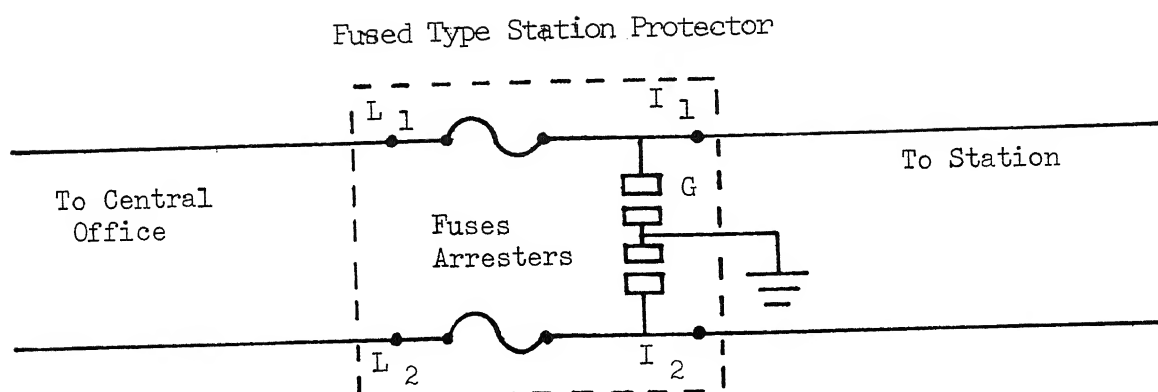 Fused Type Station Protector
L 1
I 1
To Central
Office
Fuses
Arresters
G
To Station
L 2
I 2